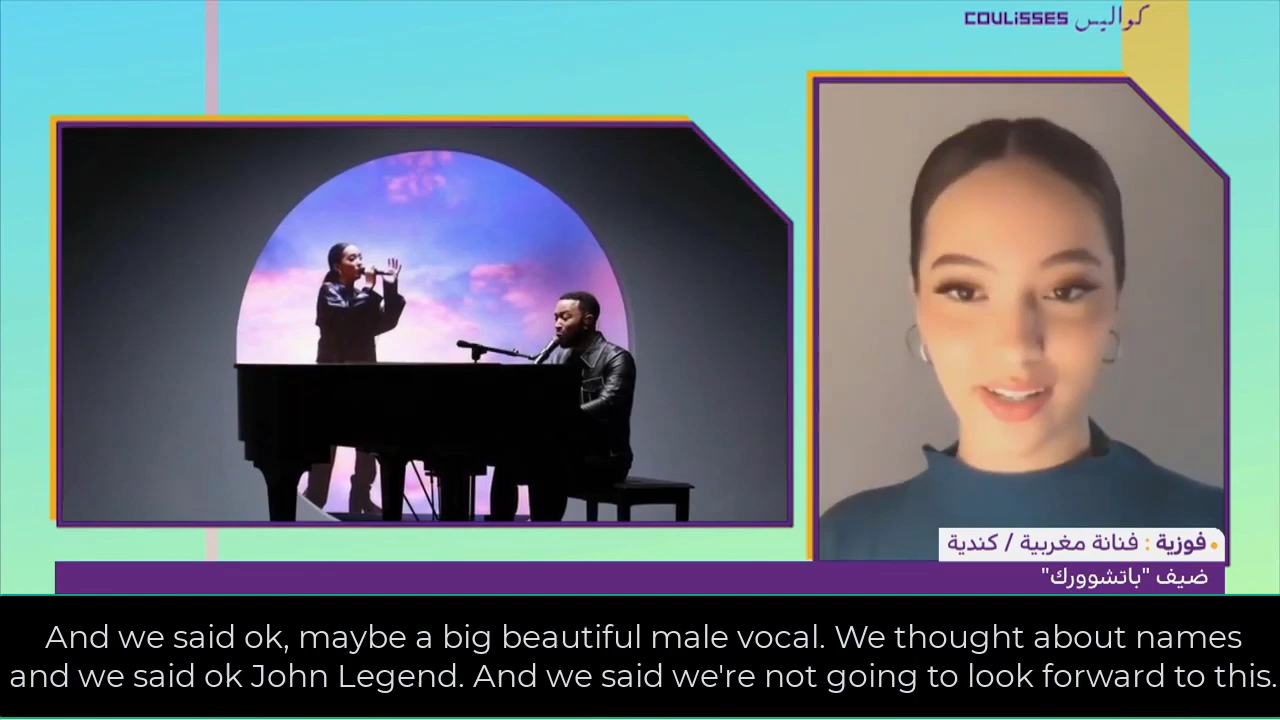 COULISSES كواليس
فوزية : فنانة مغربية / كندية
ضيف "باتشوورك"
And we said ok, maybe a big beautiful male vocal. We thought about names
and we said ok John Legend. And we said we're not going to look forward to this.